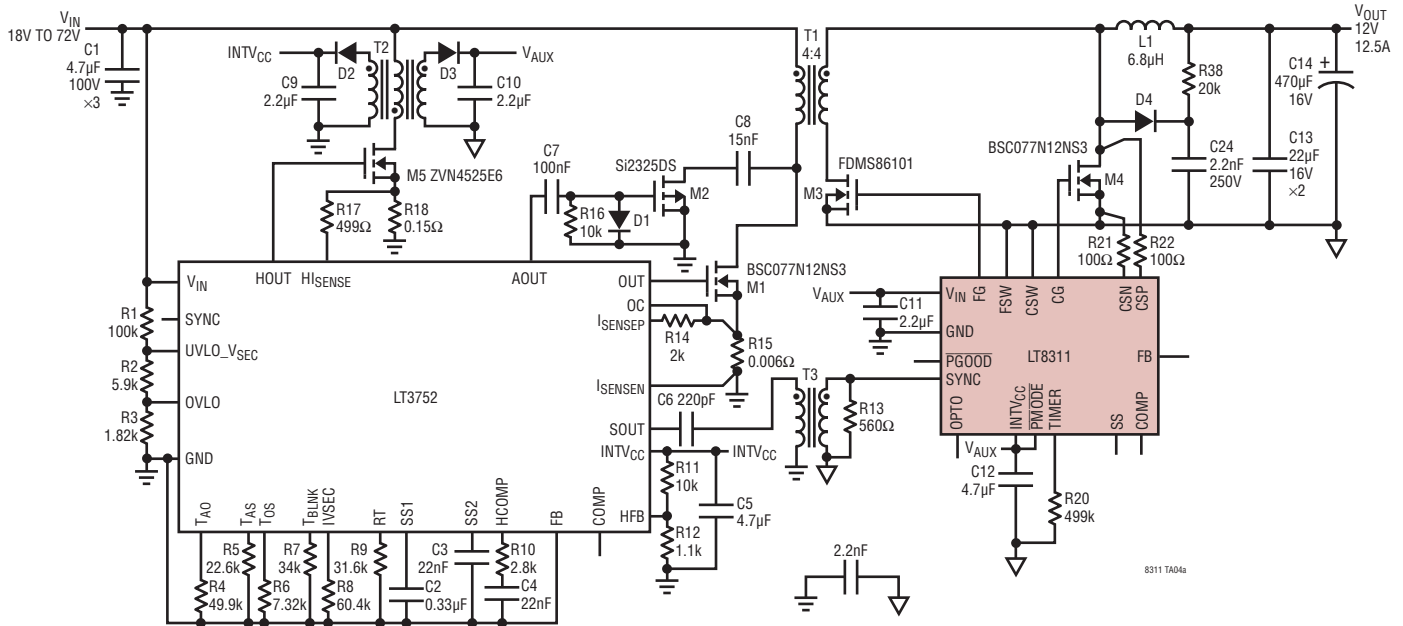 VIN
18V TO 72V
C1
4.7µF
100V
×3
INTVCC
D2
T2
D3
VAUX
C9
2.2µF
C10
2.2µF
M5 ZVN4525E6
R17
499Ω
R18
0.15Ω
C7
100nF
R16
10k
D1
Si2325DS
M2
C8
15nF
T1
4:4
FDMS86101
M3
BSC077N12NS3
M1
BSC077N12NS3
M4
D4
L1
6.8µH
R38
20k
C24
2.2nF
250V
C13
22µF
16V
×2
C14
470µF
16V
+
VOUT
12V
12.5A
R21
100Ω
R22
100Ω
HOUT
HISENSE
AOUT
VIN
SYNC
UVLO_VSEC
OVLO
GND
R1
100k
R2
5.9k
R3
1.82k
LT3752
OUT
OC
ISENSEP
ISENSEN
SOUT
INTVCC
HFB
R14
2k
R15
0.006Ω
C6 220pF
T3
R13
560Ω
INTVCC
R11
10k
R12
1.1k
C5
4.7µF
TAO
TAS
TOS
TBLNK
IVSEC
RT
SS1
SS2
HCOMP
FB
COMP
R4
49.9k
R5
22.6k
R6
7.32k
R7
34k
R8
60.4k
R9
31.6k
C2
0.33µF
C3
22nF
R10
2.8k
C4
22nF
VAUX
C11
2.2µF
VIN
GND
PGOOD
SYNC
FG
FSW
CSW
CG
CSN
CSP
LT8311
FB
OPTO
INTVCC
PMODE
TIMER
SS
COMP
VAUX
C12
4.7µF
R20
499k
2.2nF
8311 TA04a